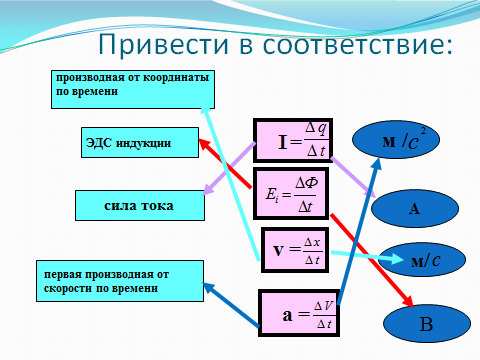 Привести в соответствие:
производная от координаты
по времени
ЭДС индукции
сила тока
первая производная от
скорости по времени
I = Δq / Δt
Eᵢ = ΔФ / Δt
v = Δx / Δt
a = ΔV / Δt
м /с²
А
м/с
В